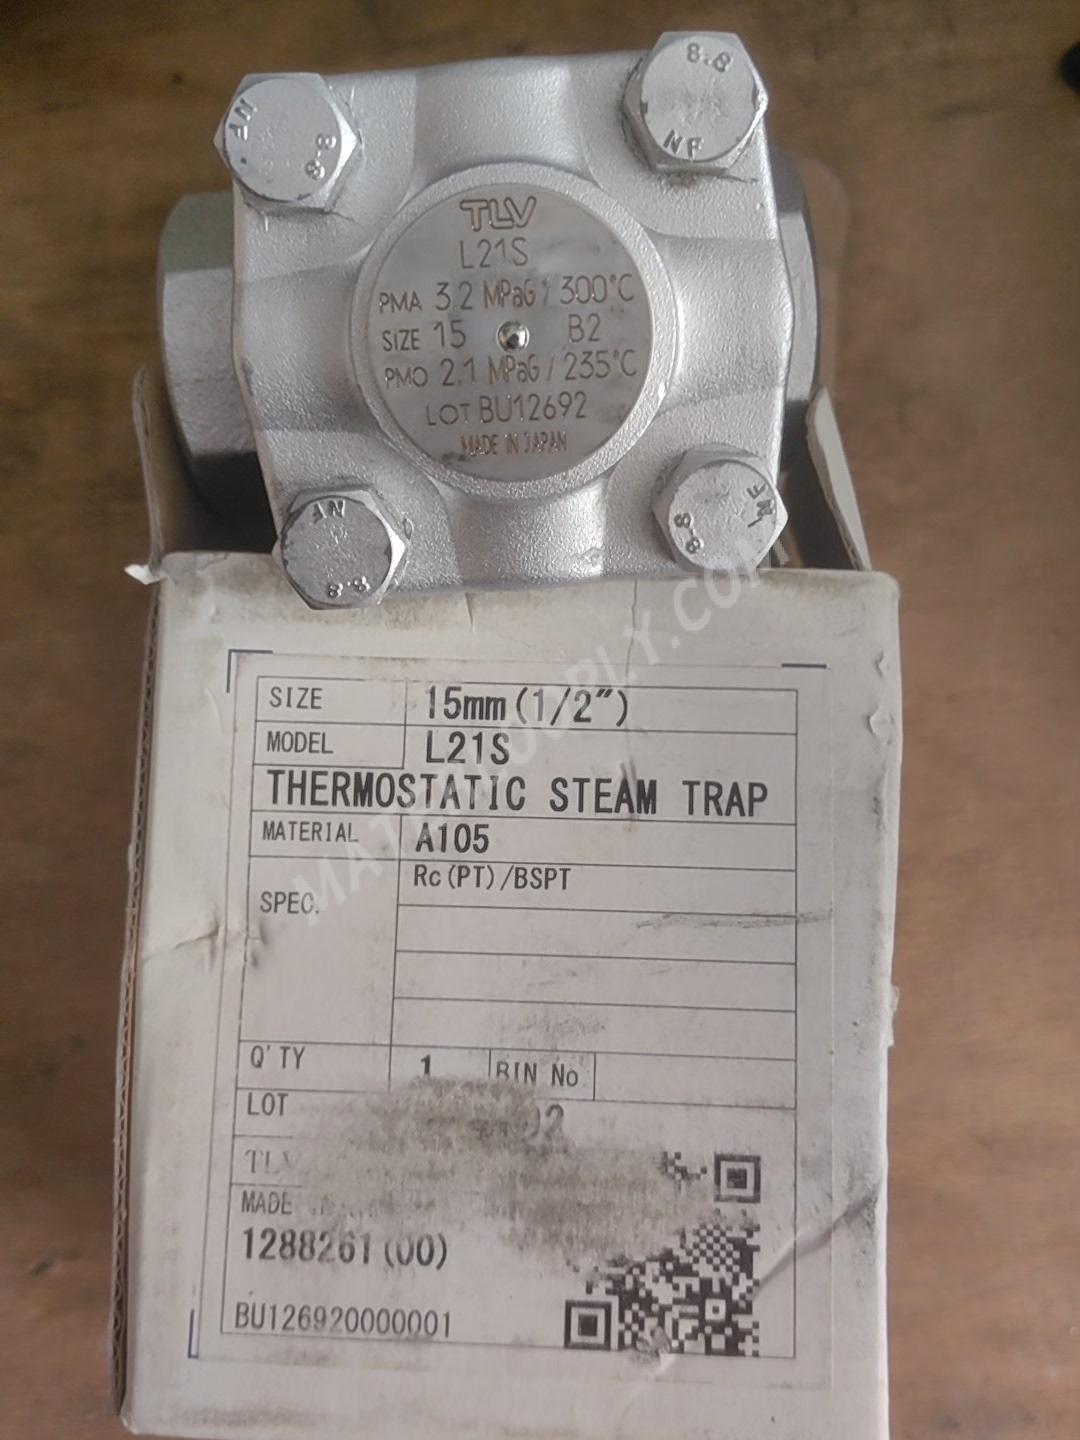 NF 8.8
8.8 NF
TLV
L21S
PMA 3.2 MPaG / 300°C
SIZE 15 B2
PMO 2.1 MPaG / 235°C
LOT BU12692
MADE IN JAPAN
NF 8.8
8.8 NF
SIZE 15mm(1/2")
MODEL L21S
THERMOSTATIC STEAM TRAP
MATERIAL A105
SPEC. Rc(PT)/BSPT
Q'TY 1 BIN No.
LOT
TLV
MADE
1288261(00)
BU126920000001